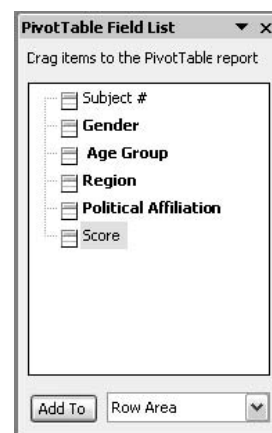 PivotTable Field List
Drag items to the PivotTable report
Subject #
Gender
Age Group
Region
Political Affiliation
Score
Add To Row Area